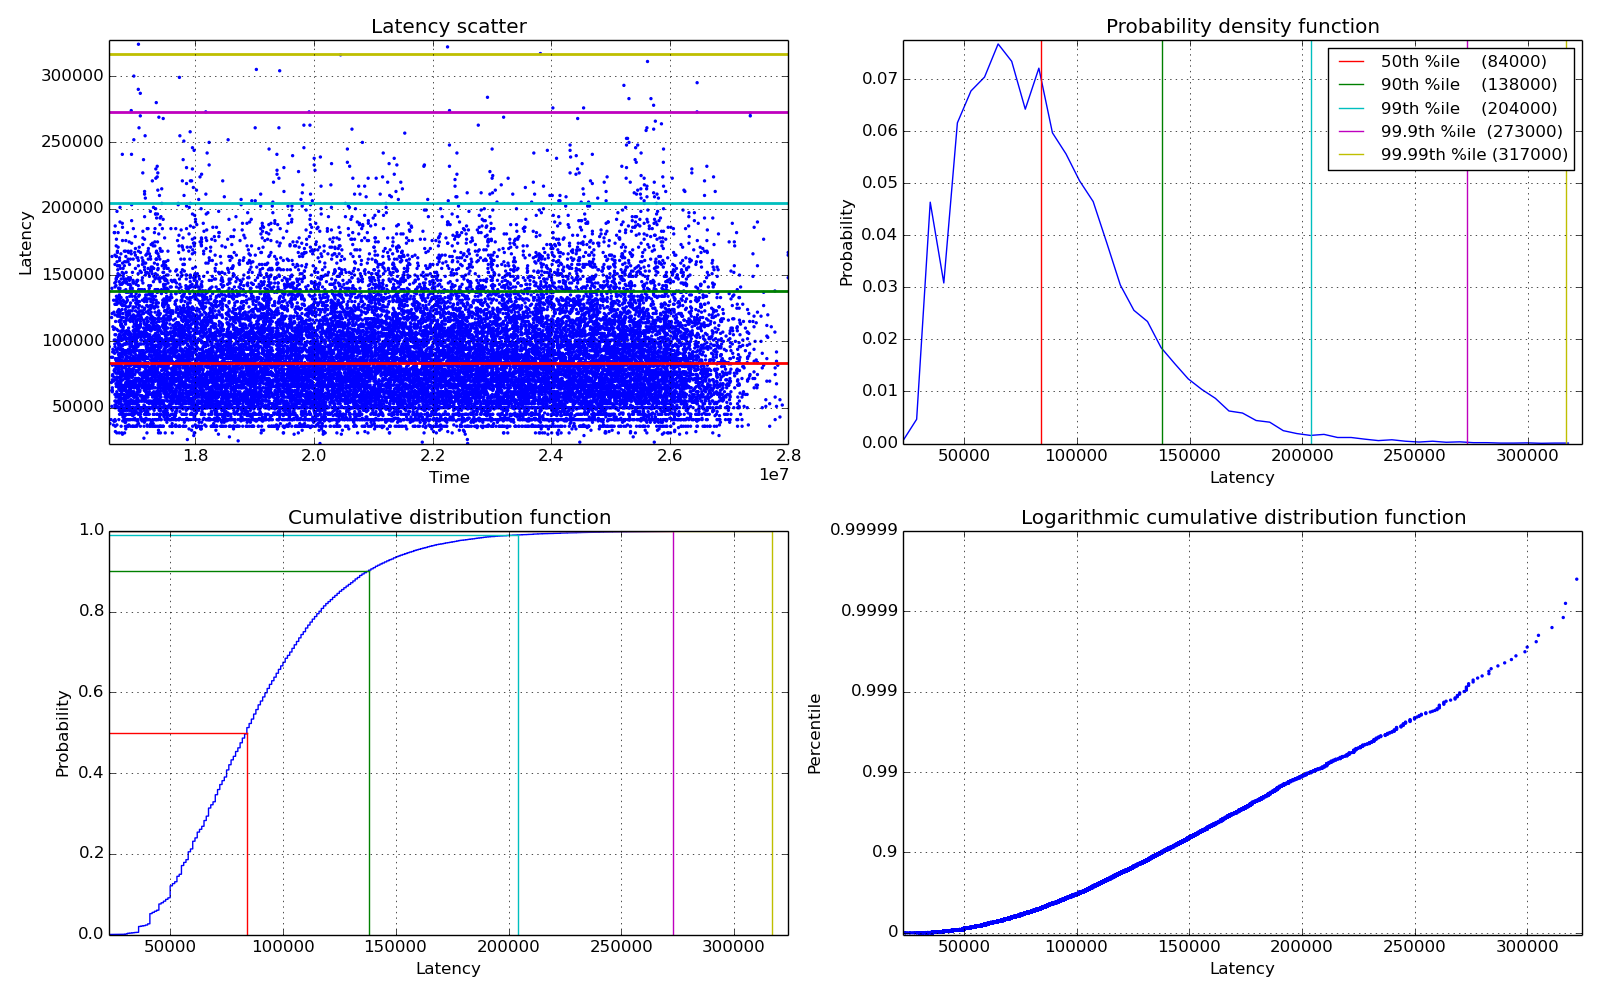 Latency scatter
300000
250000
200000
150000
100000
50000
Latency
1.8
2.0
2.2
2.4
2.6
2.8
1e7
Time
Probability density function
0.07
0.06
0.05
0.04
0.03
0.02
0.01
0.00
Probability
50th %ile (84000)
90th %ile (138000)
99th %ile (204000)
99.9th %ile (273000)
99.99th %ile (317000)
50000
100000
150000
200000
250000
300000
Latency
Cumulative distribution function
1.0
0.8
0.6
0.4
0.2
0.0
Probability
50000
100000
150000
200000
250000
300000
Latency
Logarithmic cumulative distribution function
0.99999
0.9999
0.999
0.99
0.9
0
Percentile
50000
100000
150000
200000
250000
300000
Latency